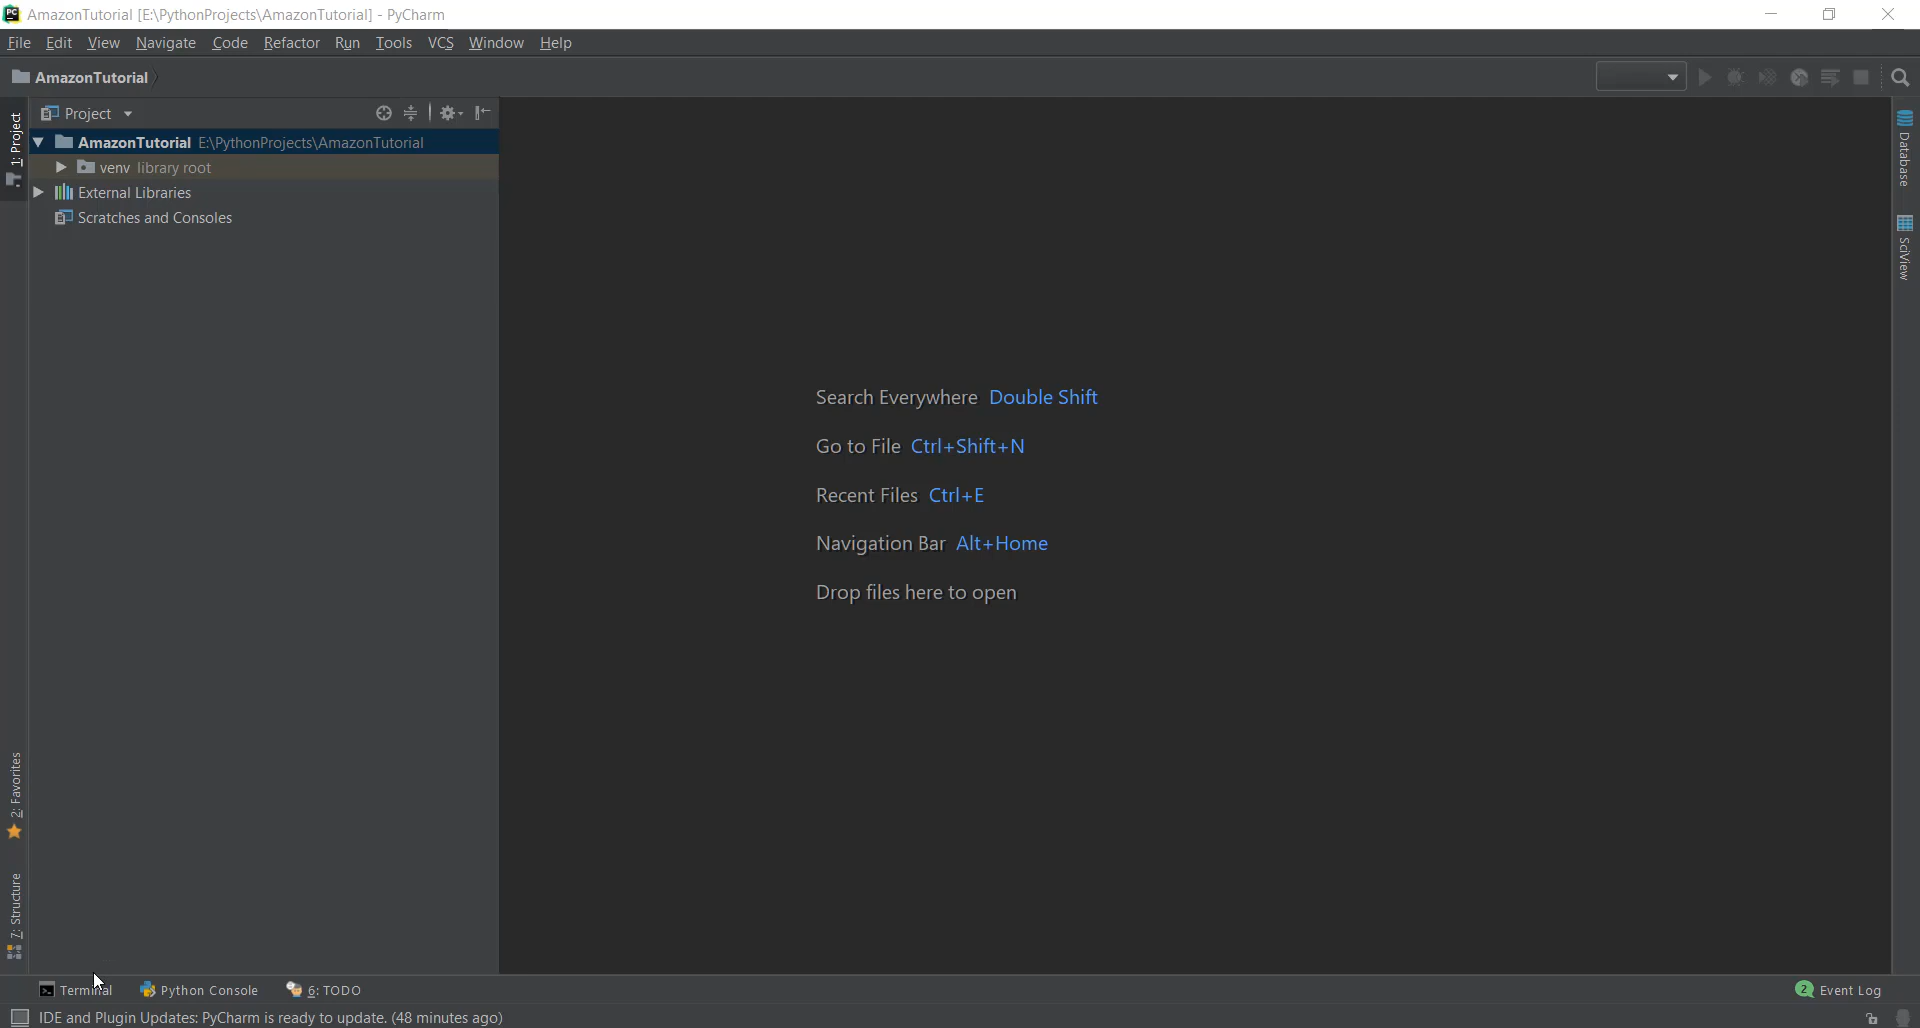 PC AmazonTutorial [E:\PythonProjects\AmazonTutorial] - PyCharm
File Edit View Navigate Code Refactor Run Tools VCS Window Help
AmazonTutorial
1: Project
Project
AmazonTutorial E:\PythonProjects\AmazonTutorial
venv library root
External Libraries
Scratches and Consoles
Search Everywhere Double Shift
Go to File Ctrl+Shift+N
Recent Files Ctrl+E
Navigation Bar Alt+Home
Drop files here to open
Database
SciView
2: Favorites
7: Structure
Terminal Python Console 6: TODO 2 Event Log
IDE and Plugin Updates: PyCharm is ready to update. (48 minutes ago)